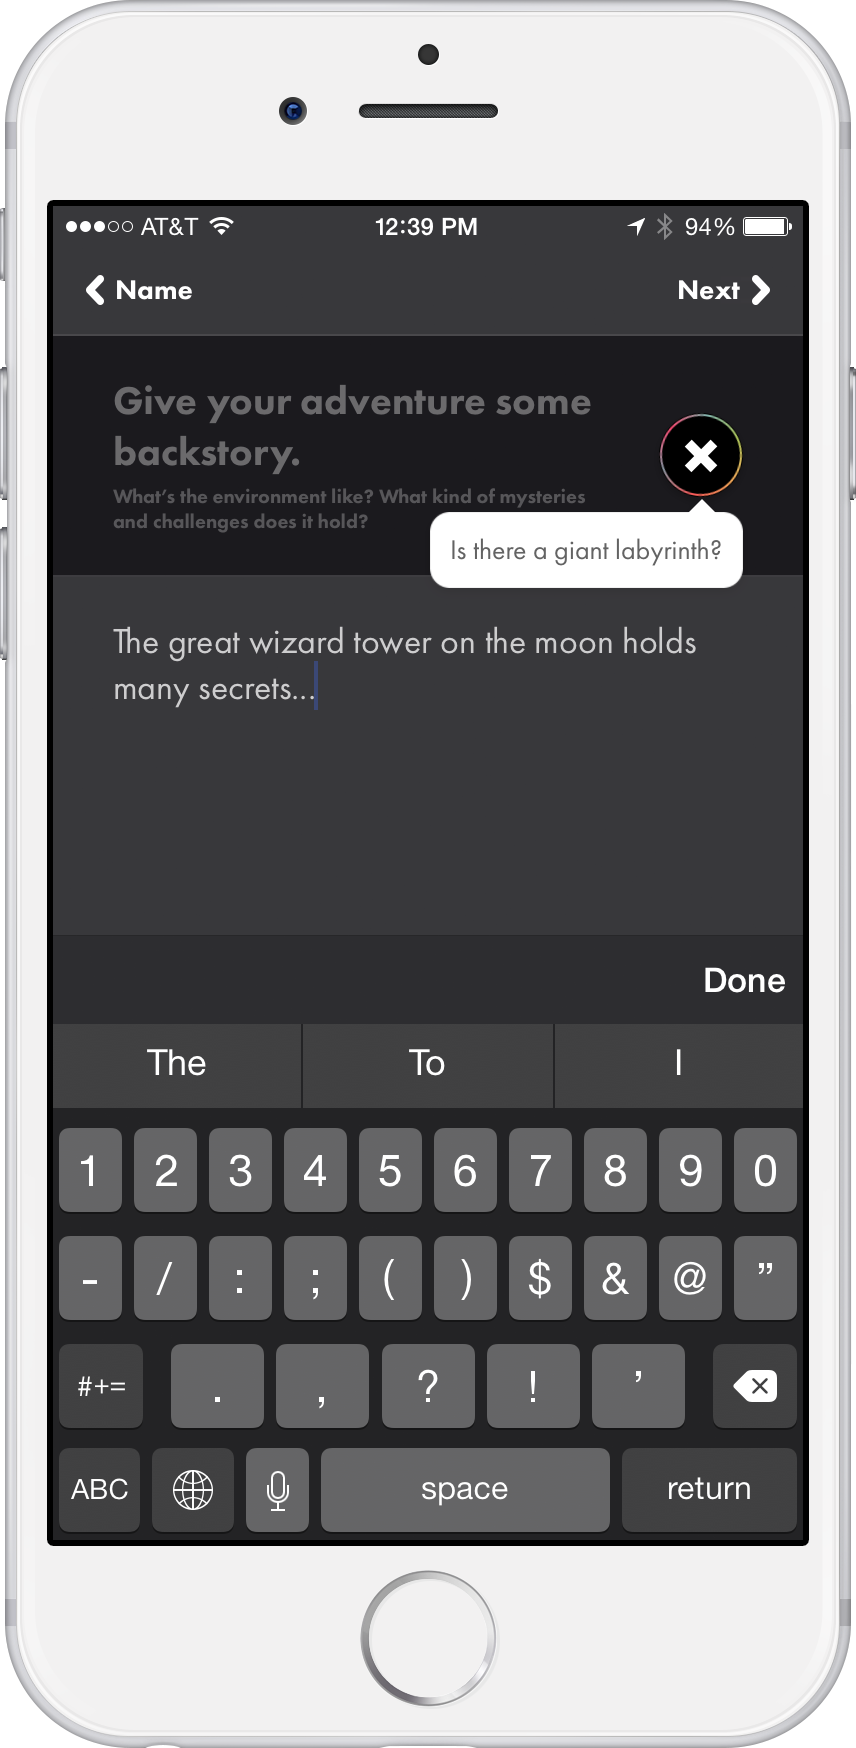 AT&T 12:39 PM 94%
Name Next
Give your adventure some
backstory.
What's the environment like? What kind of mysteries
and challenges does it hold?
Is there a giant labyrinth?
The great wizard tower on the moon holds
many secrets...
Done
The To I
1 2 3 4 5 6 7 8 9 0
- / : ; ( ) $ & @ ”
#+= . , ? ! ’
ABC space return